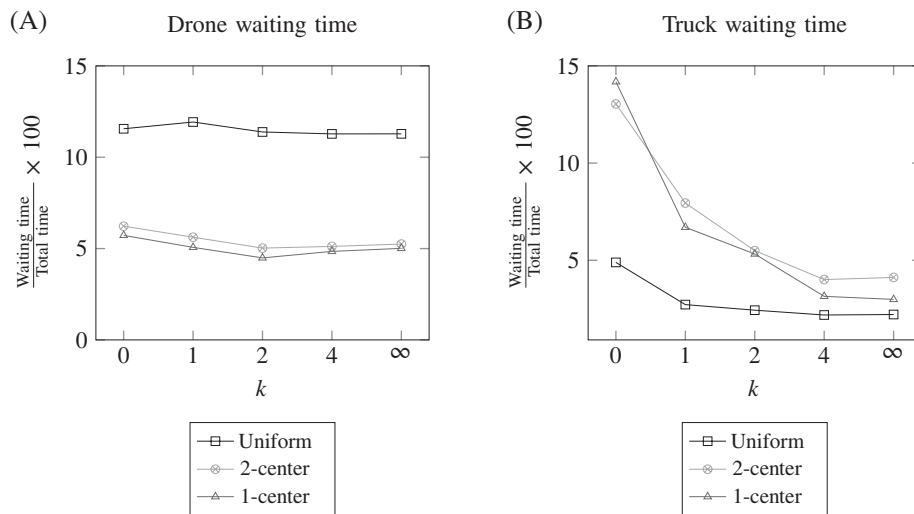 (A)
Drone waiting time
15
10
5
0
Waiting time
Total time
× 100
0 1 2 4 ∞
k
Uniform
2-center
1-center
(B)
Truck waiting time
15
10
5
Waiting time
Total time
× 100
0 1 2 4 ∞
k
Uniform
2-center
1-center